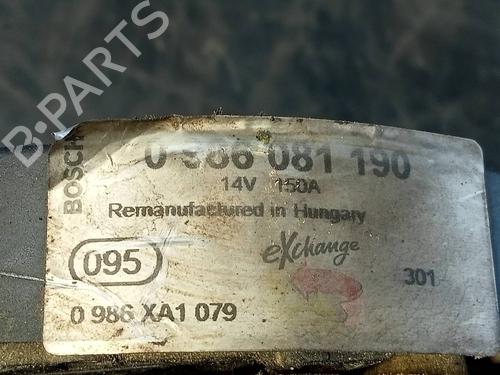 B-PARTS
BOSCH
0 986 081 190
14V 150A
Remanufactured in Hungary
eXchange
095
301
0 986 XA1 079